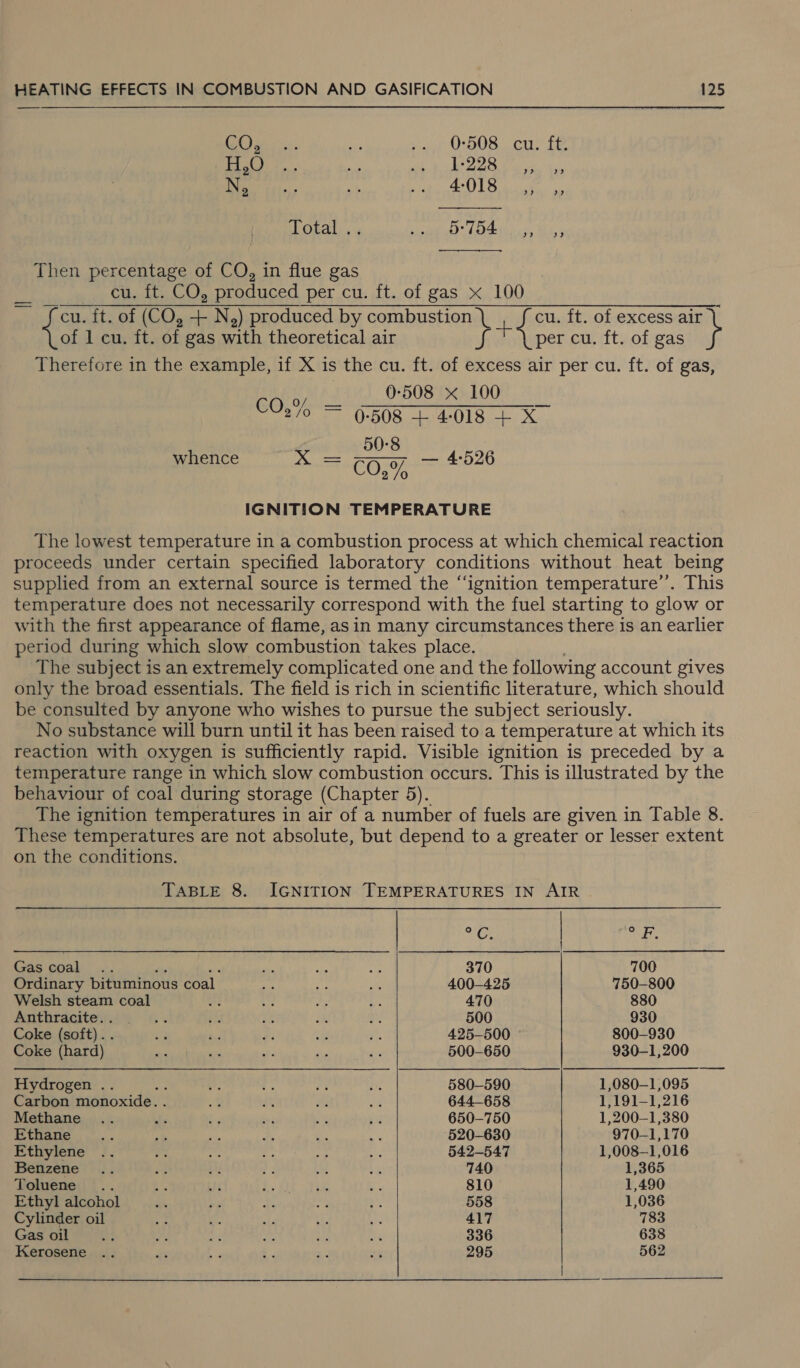 HEATING EFFECTS IN COMBUSTION AND GASIFICATION 125
CO₂ .. .. .. 0·508 cu. ft.
H₂O .. .. .. 1·228 ,, ,,
N₂ .. .. .. 4·018 ,, ,,
Total .. .. 5·754 ,, ,,
Then percentage of CO₂ in flue gas
cu. ft. CO₂ produced per cu. ft. of gas × 100
= {cu. ft. of (CO₂ + N₂) produced by combustion} + {cu. ft. of excess air}
{of 1 cu. ft. of gas with theoretical air} {per cu. ft. of gas}
Therefore in the example, if X is the cu. ft. of excess air per cu. ft. of gas,
0·508 × 100
CO₂% =
0·508 + 4·018 + X
50·8
whence X = — 4·526
CO₂%
IGNITION TEMPERATURE
The lowest temperature in a combustion process at which chemical reaction
proceeds under certain specified laboratory conditions without heat being
supplied from an external source is termed the “ignition temperature”. This
temperature does not necessarily correspond with the fuel starting to glow or
with the first appearance of flame, as in many circumstances there is an earlier
period during which slow combustion takes place.
The subject is an extremely complicated one and the following account gives
only the broad essentials. The field is rich in scientific literature, which should
be consulted by anyone who wishes to pursue the subject seriously.
No substance will burn until it has been raised to a temperature at which its
reaction with oxygen is sufficiently rapid. Visible ignition is preceded by a
temperature range in which slow combustion occurs. This is illustrated by the
behaviour of coal during storage (Chapter 5).
The ignition temperatures in air of a number of fuels are given in Table 8.
These temperatures are not absolute, but depend to a greater or lesser extent
on the conditions.
TABLE 8. IGNITION TEMPERATURES IN AIR
° C. ° F.
Gas coal .. .. .. .. .. .. 370 700
Ordinary bituminous coal .. .. .. 400–425 750–800
Welsh steam coal .. .. .. .. 470 880
Anthracite.. .. .. .. .. .. 500 930
Coke (soft).. .. .. .. .. .. 425–500 800–930
Coke (hard) .. .. .. .. .. 500–650 930–1,200
Hydrogen .. .. .. .. .. .. 580–590 1,080–1,095
Carbon monoxide.. .. .. .. .. 644–658 1,191–1,216
Methane .. .. .. .. .. .. 650–750 1,200–1,380
Ethane .. .. .. .. .. .. 520–630 970–1,170
Ethylene .. .. .. .. .. .. 542–547 1,008–1,016
Benzene .. .. .. .. .. .. 740 1,365
Toluene .. .. .. .. .. .. 810 1,490
Ethyl alcohol .. .. .. .. .. 558 1,036
Cylinder oil .. .. .. .. .. 417 783
Gas oil .. .. .. .. .. .. 336 638
Kerosene .. .. .. .. .. .. 295 562